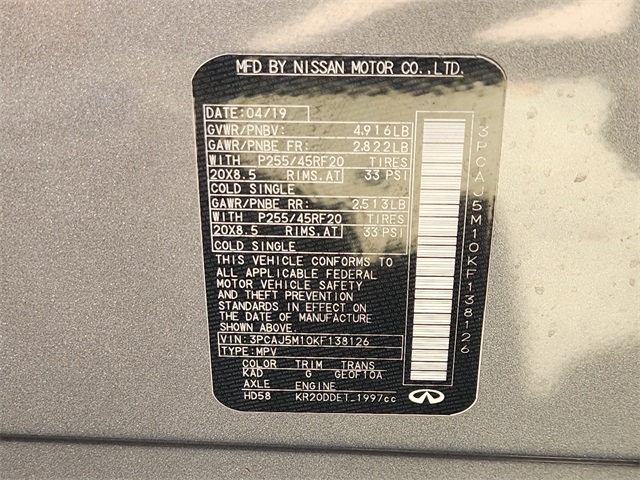 MFD BY NISSAN MOTOR CO.,LTD.
DATE: 04/19
GVWR/PNBV: 4.916LB
GAWR/PNBE FR: 2.822LB
WITH P255/45RF20 TIRES
20X8.5 RIMS.AT 33 PSI
COLD SINGLE
GAWR/PNBE RR: 2.513LB
WITH P255/45RF20 TIRES
20X8.5 RIMS.AT 33 PSI
COLD SINGLE
THIS VEHICLE CONFORMS TO
ALL APPLICABLE FEDERAL
MOTOR VEHICLE SAFETY
AND THEFT PREVENTION
STANDARDS IN EFFECT ON
THE DATE OF MANUFACTURE
SHOWN ABOVE.
VIN: 3PCAJ5M10KF138126
TYPE: MPV
COLOR TRIM TRANS
KAD G GE0F10A
AXLE ENGINE
HD58 KR20DDET_1997cc
3PCAJ5M10KF138126